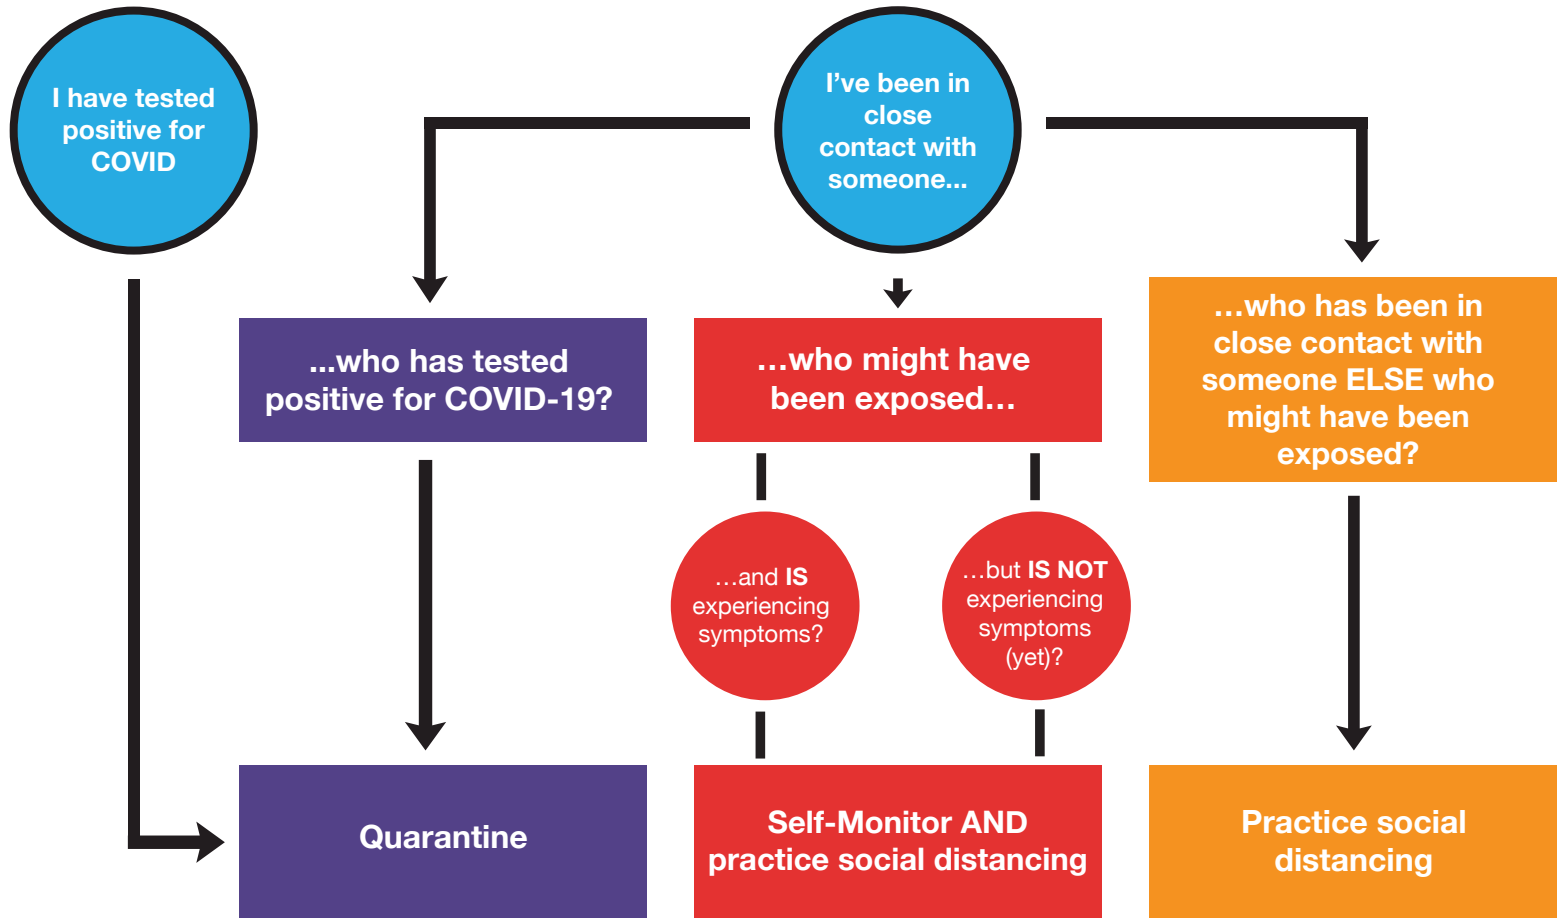 I have tested
positive for
COVID
I’ve been in
close
contact with
someone...
...who has tested
positive for COVID-19?
…who might have
been exposed…
…who has been in
close contact with
someone ELSE who
might have been
exposed?
…and IS
experiencing
symptoms?
…but IS NOT
experiencing
symptoms
(yet)?
Quarantine
Self-Monitor AND
practice social distancing
Practice social
distancing